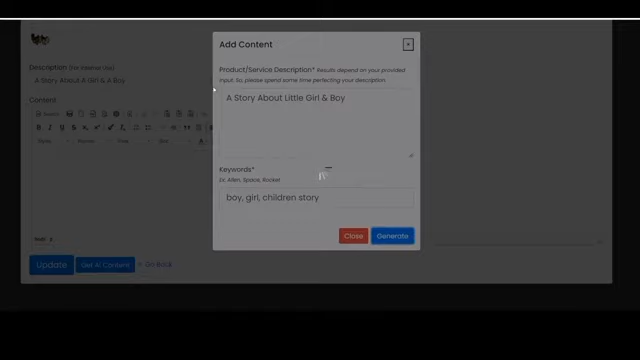 Add Content
×
Product/Service Description* Results depend on your provided
input. So, please spend some time perfecting your description.
A Story About Little Girl & Boy
Keywords*
Ex. Alien, Space, Rocket
boy, girl, children story
Close
Generate
Description (For Internal Use)
A Story About A Girl & A Boy
Content:
Update
Get AI Content
Go Back